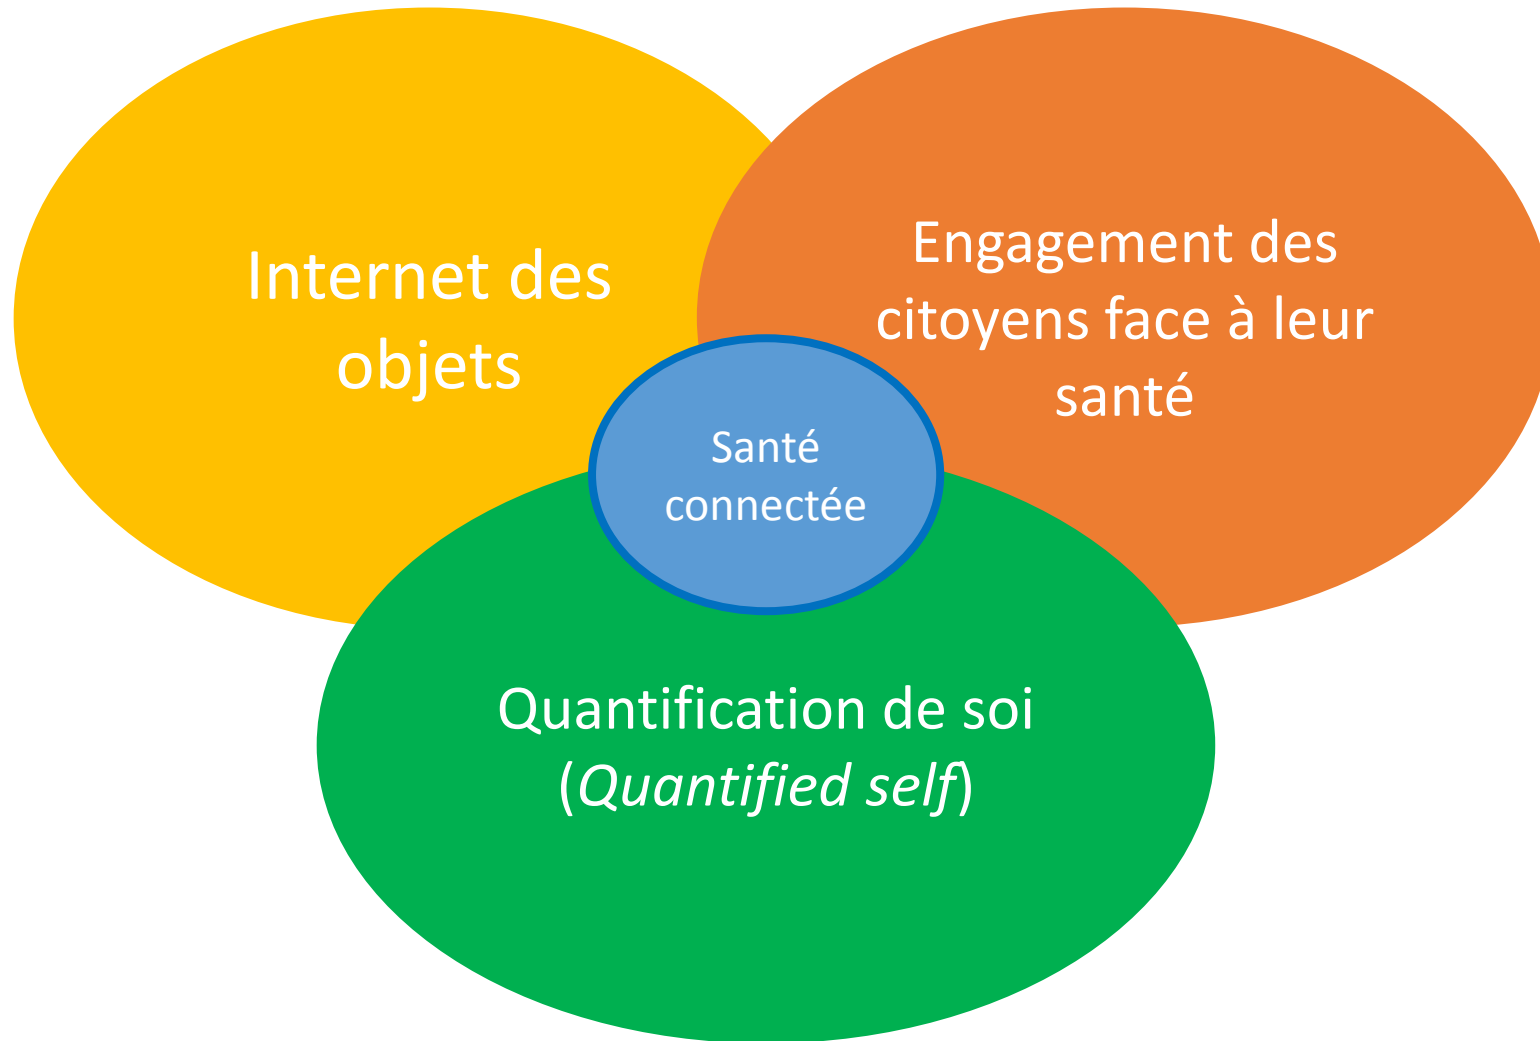 Internet des
objets
Engagement des
citoyens face à leur
santé
Santé
connectée
Quantification de soi
(Quantified self)